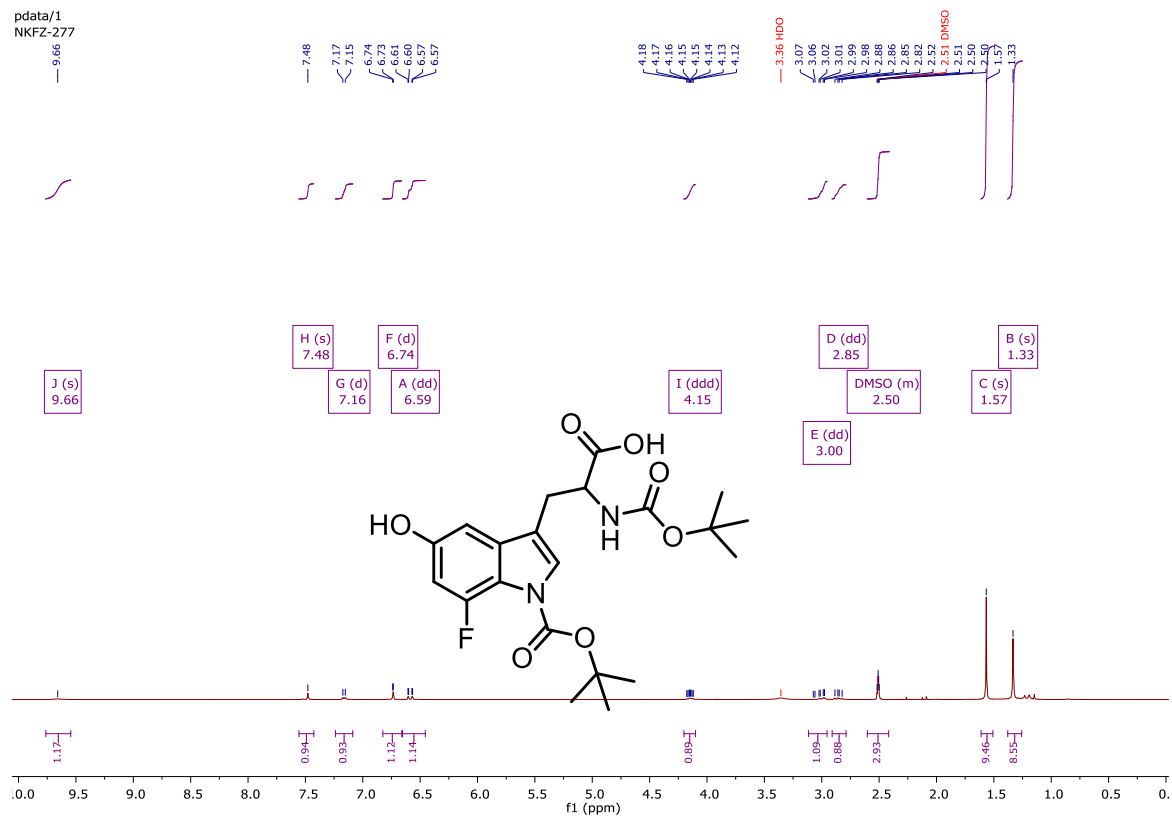 pdata/1
NKFZ-277
9.66
7.48
7.17
7.15
6.74
6.73
6.61
6.60
6.57
6.57
4.18
4.17
4.16
4.15
4.15
4.14
4.13
4.12
3.36 HDO
3.07
3.06
3.02
3.01
2.99
2.98
2.88
2.86
2.85
2.82
2.52
2.51 DMSO
2.51
2.50
2.50
1.57
1.33
H (s)
7.48
F (d)
6.74
D (dd)
2.85
B (s)
1.33
J (s)
9.66
G (d)
7.16
A (dd)
6.59
I (ddd)
4.15
DMSO (m)
2.50
C (s)
1.57
E (dd)
3.00
O
OH
O
HO
N
H
O
N
F
O
O
1.17
0.94
0.93
1.12
1.14
0.89
1.09
0.88
2.93
9.46
8.55
9.5 9.0 8.5 8.0 7.5 7.0 6.5 6.0 5.5 5.0 4.5 4.0 3.5 3.0 2.5 2.0 1.5 1.0 0.5
f1 (ppm)